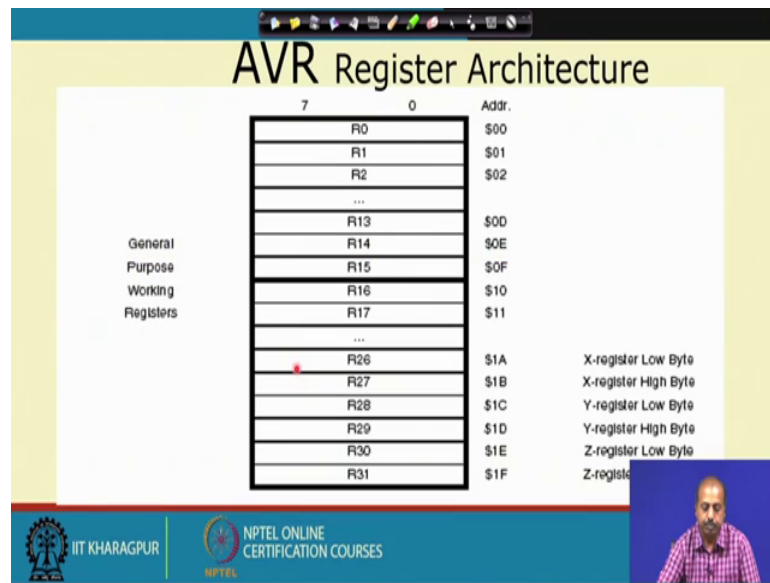 AVR Register Architecture
7 0 Addr.
R0 $00
R1 $01
R2 $02
...
R13 $0D
General R14 $0E
Purpose R15 $0F
Working R16 $10
Registers R17 $11
...
R26 $1A X-register Low Byte
R27 $1B X-register High Byte
R28 $1C Y-register Low Byte
R29 $1D Y-register High Byte
R30 $1E Z-register Low Byte
R31 $1F
IIT KHARAGPUR
NPTEL
NPTEL ONLINE
CERTIFICATION COURSES